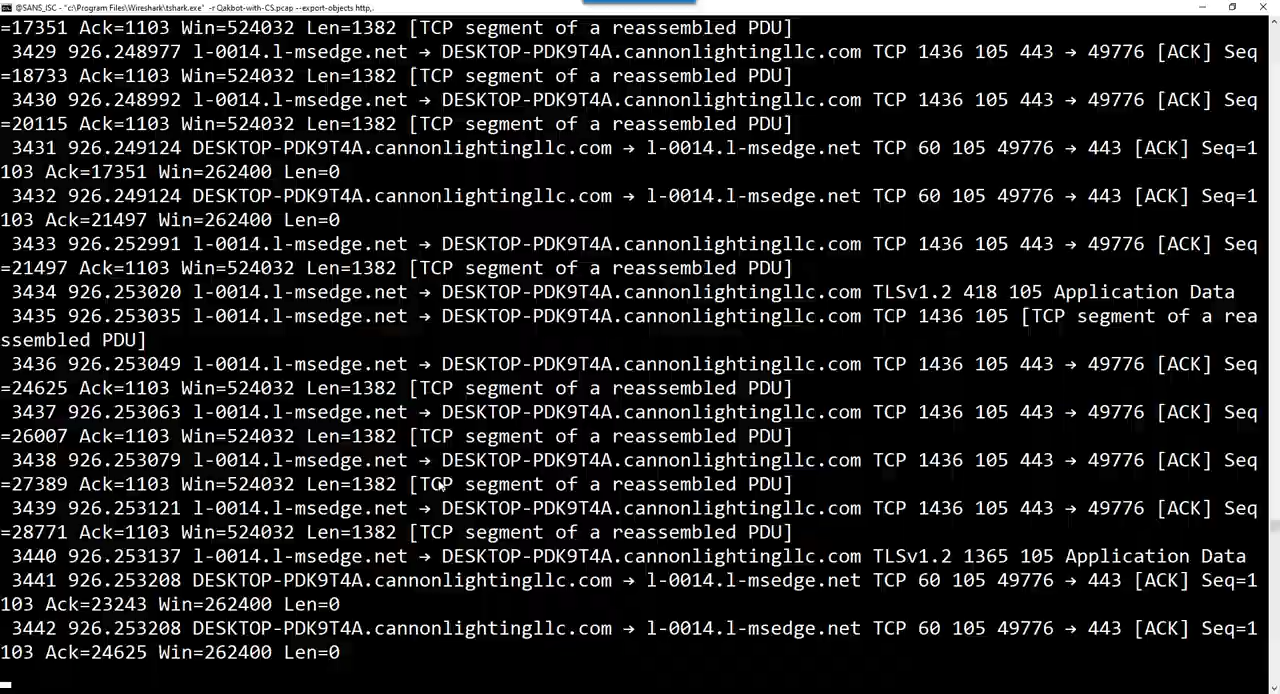 @SANS_ISC - "c:\Program Files\Wireshark\tshark.exe" -r Qakbot-with-CS.pcap --export-objects http,.
=17351 Ack=1103 Win=524032 Len=1382 [TCP segment of a reassembled PDU]
3429 926.248977 l-0014.l-msedge.net → DESKTOP-PDK9T4A.cannonlightingllc.com TCP 1436 105 443 → 49776 [ACK] Seq
=18733 Ack=1103 Win=524032 Len=1382 [TCP segment of a reassembled PDU]
3430 926.248992 l-0014.l-msedge.net → DESKTOP-PDK9T4A.cannonlightingllc.com TCP 1436 105 443 → 49776 [ACK] Seq
=20115 Ack=1103 Win=524032 Len=1382 [TCP segment of a reassembled PDU]
3431 926.249124 DESKTOP-PDK9T4A.cannonlightingllc.com → l-0014.l-msedge.net TCP 60 105 49776 → 443 [ACK] Seq=1
103 Ack=17351 Win=262400 Len=0
3432 926.249124 DESKTOP-PDK9T4A.cannonlightingllc.com → l-0014.l-msedge.net TCP 60 105 49776 → 443 [ACK] Seq=1
103 Ack=21497 Win=262400 Len=0
3433 926.252991 l-0014.l-msedge.net → DESKTOP-PDK9T4A.cannonlightingllc.com TCP 1436 105 443 → 49776 [ACK] Seq
=21497 Ack=1103 Win=524032 Len=1382 [TCP segment of a reassembled PDU]
3434 926.253020 l-0014.l-msedge.net → DESKTOP-PDK9T4A.cannonlightingllc.com TLSv1.2 418 105 Application Data
3435 926.253035 l-0014.l-msedge.net → DESKTOP-PDK9T4A.cannonlightingllc.com TCP 1436 105 [TCP segment of a rea
ssembled PDU]
3436 926.253049 l-0014.l-msedge.net → DESKTOP-PDK9T4A.cannonlightingllc.com TCP 1436 105 443 → 49776 [ACK] Seq
=24625 Ack=1103 Win=524032 Len=1382 [TCP segment of a reassembled PDU]
3437 926.253063 l-0014.l-msedge.net → DESKTOP-PDK9T4A.cannonlightingllc.com TCP 1436 105 443 → 49776 [ACK] Seq
=26007 Ack=1103 Win=524032 Len=1382 [TCP segment of a reassembled PDU]
3438 926.253079 l-0014.l-msedge.net → DESKTOP-PDK9T4A.cannonlightingllc.com TCP 1436 105 443 → 49776 [ACK] Seq
=27389 Ack=1103 Win=524032 Len=1382 [TCP segment of a reassembled PDU]
3439 926.253121 l-0014.l-msedge.net → DESKTOP-PDK9T4A.cannonlightingllc.com TCP 1436 105 443 → 49776 [ACK] Seq
=28771 Ack=1103 Win=524032 Len=1382 [TCP segment of a reassembled PDU]
3440 926.253137 l-0014.l-msedge.net → DESKTOP-PDK9T4A.cannonlightingllc.com TLSv1.2 1365 105 Application Data
3441 926.253208 DESKTOP-PDK9T4A.cannonlightingllc.com → l-0014.l-msedge.net TCP 60 105 49776 → 443 [ACK] Seq=1
103 Ack=23243 Win=262400 Len=0
3442 926.253208 DESKTOP-PDK9T4A.cannonlightingllc.com → l-0014.l-msedge.net TCP 60 105 49776 → 443 [ACK] Seq=1
103 Ack=24625 Win=262400 Len=0